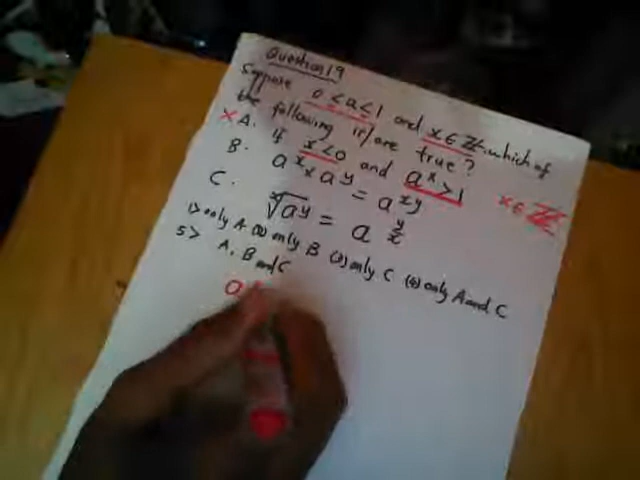 Question 19
Suppose 0 < a < 1 and x ∈ ℤ which of
the following is/are true?
× A. If x < 0 and a^x > 1
x ∈ ℤ
B. a^x × a^y = a^xy
C. ˣ√a^y = a^(y/x)
1> only A (2) only B (3) only C (4) only A and C
5> A, B and C
a